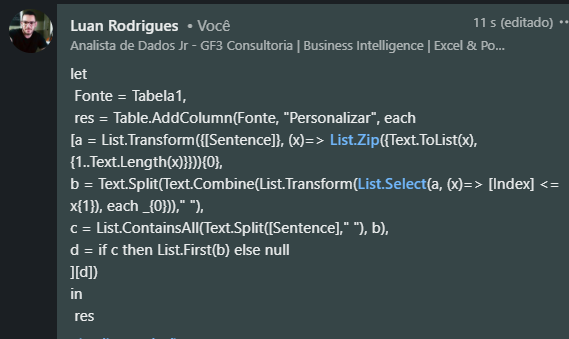 Luan Rodrigues • Você
11 s (editado)
Analista de Dados Jr - GF3 Consultoria | Business Intelligence | Excel & Po...
let
Fonte = Tabela1,
res = Table.AddColumn(Fonte, "Personalizar", each
[a = List.Transform({[Sentence]}, (x)=> List.Zip({Text.ToList(x),
{1..Text.Length(x)}})){0},
b = Text.Split(Text.Combine(List.Transform(List.Select(a, (x)=> [Index] <=
x{1}), each _{0}))," "),
c = List.ContainsAll(Text.Split([Sentence]," "), b),
d = if c then List.First(b) else null
][d])
in
res